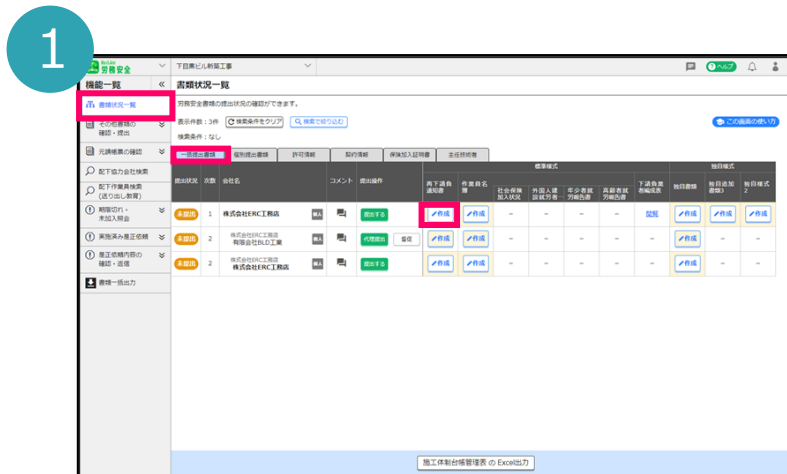 1
労務安全
下目黒ビル新築工事
ヘルプ
機能一覧
書類状況一覧
その他書類の
確認・提出
元請帳票の確認
配下協力会社検索
配下作業員検索
(送り出し教育)
期限切れ・
未加入照会
実施済み是正依頼
是正依頼内容の
確認・返信
書類一括出力
書類状況一覧
労務安全書類の提出状況の確認ができます。
表示件数：3件 検索条件をクリア 検索で絞り込む
この画面の使い方
検索条件：なし
一括提出書類 個別提出書類 許可情報 契約情報 保険加入証明書 主任技術者
標準様式 独自様式
提出状況 次数 会社名 コメント 提出操作 再下請負通知書 作業員名簿 社会保険加入状況 外国人建設就労者 年少者就労報告書 高齢者就労報告書 下請負業者編成表 独自書類 独自追加書類3 独自様式2
未提出 1 株式会社ERC工務店 個人 提出する 作成 作成 － － － － 閲覧 作成 作成 作成
未提出 2 株式会社ERC工務店
有限会社BLD工業 個人 代理提出 督促 作成 作成 － － － － － 作成 － －
未提出 2 株式会社ERC工務店
株式会社ERC工務店 個人 提出する 作成 作成 － － － － － 作成 － －
施工体制台帳管理表 の Excel出力